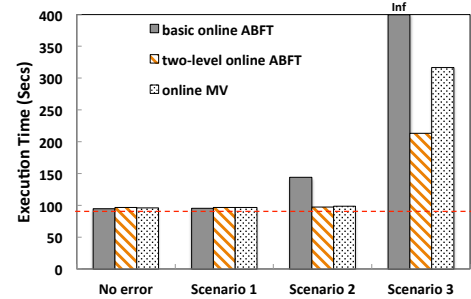 Inf
400
350
300
250
200
150
100
50
0
Execution Time (Secs)
basic online ABFT
two-level online ABFT
online MV
No error
Scenario 1
Scenario 2
Scenario 3